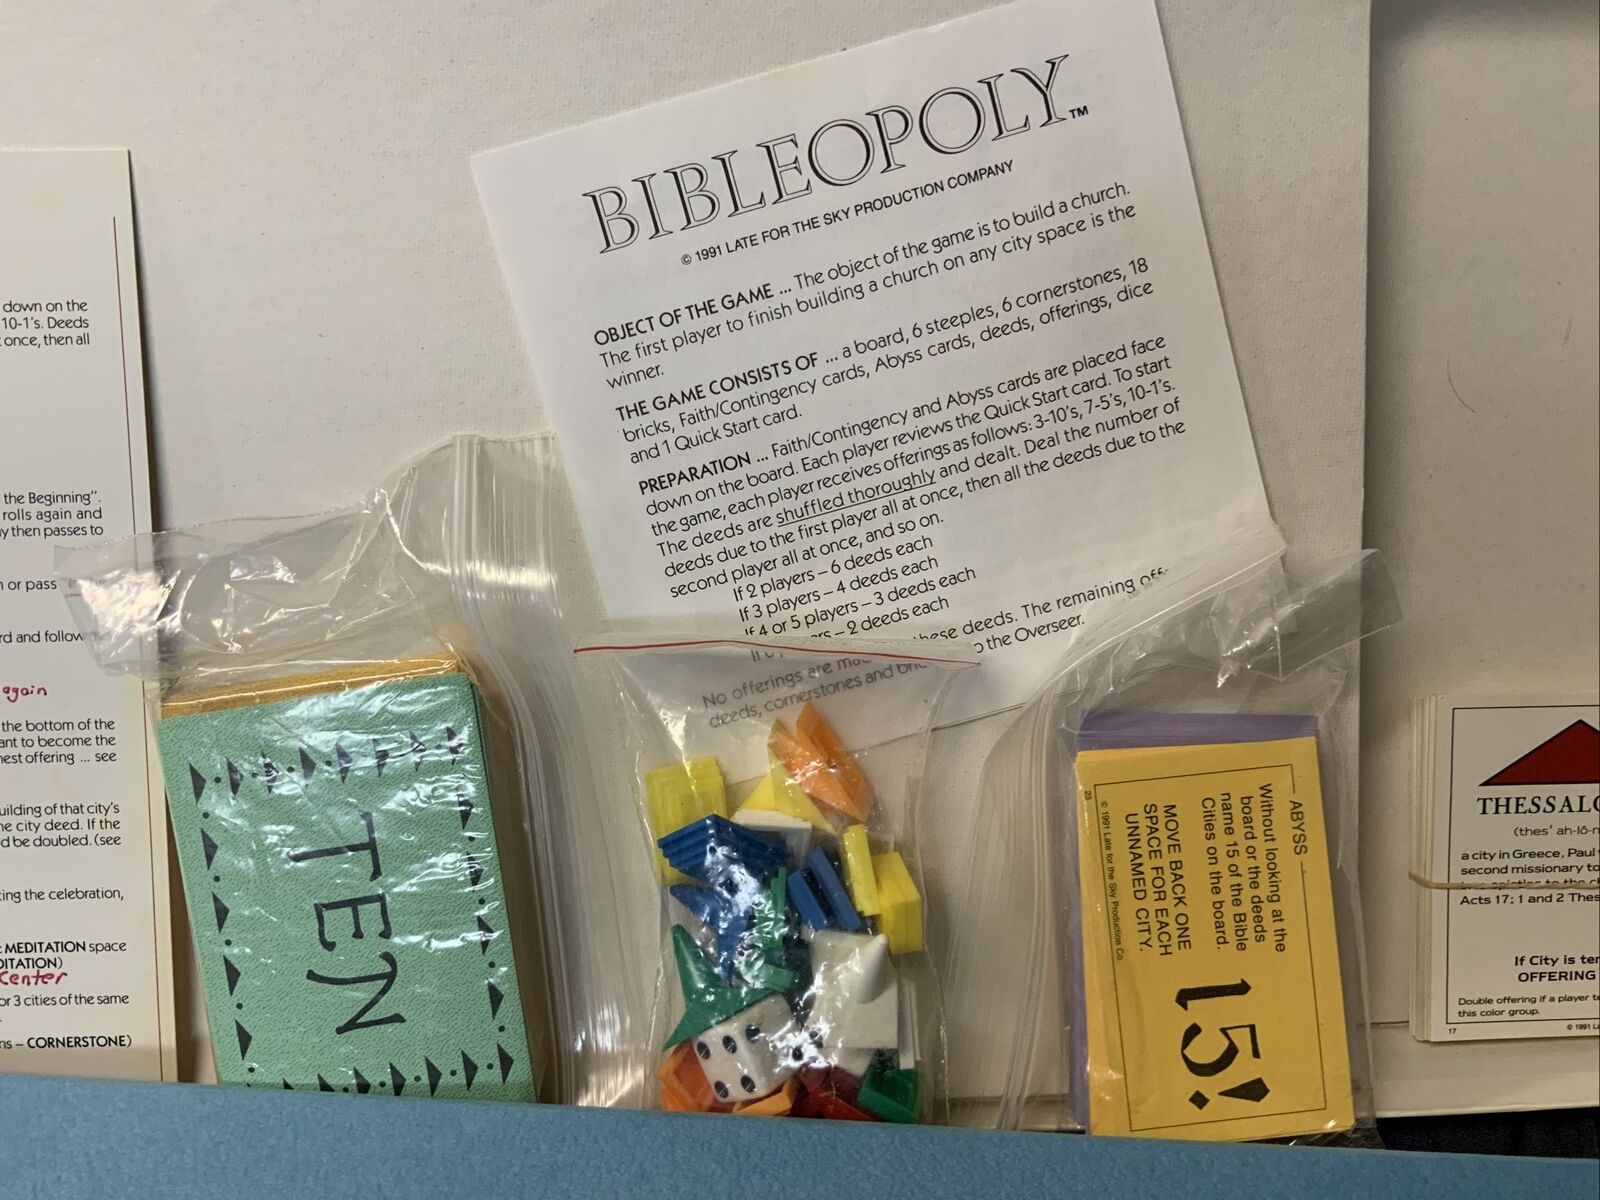 down on the
10-1's. Deeds
once, then all
the Beginning".
rolls again and
then passes to
or pass "In the
rd and follow
again
the bottom of the
ant to become the
hest offering ... see
uilding of that city's
he city deed. If the
d be doubled. (see
ting the celebration,
MEDITATION space
DITATION)
Center
or 3 cities of the same
ns – CORNERSTONE)
BIBLEOPOLY™
© 1991 LATE FOR THE SKY PRODUCTION COMPANY
OBJECT OF THE GAME ... The object of the game is to build a church.
The first player to finish building a church on any city space is the
winner.
THE GAME CONSISTS OF ... a board, 6 steeples, 6 cornerstones, 18
bricks, Faith/Contingency cards, Abyss cards, deeds, offerings, dice
and 1 Quick Start card.
PREPARATION ... Faith/Contingency and Abyss cards are placed face
down on the board. Each player reviews the Quick Start card. To start
the game, each player receives offerings as follows: 3-10's, 7-5's, 10-1's.
The deeds are shuffled thoroughly and dealt. Deal the number of
deeds due to the first player all at once, then all the deeds due to the
second player all at once, and so on.
If 2 players – 6 deeds each
If 3 players – 4 deeds each
If 4 or 5 players – 3 deeds each
If 6 – 2 deeds each
No offerings are made these deeds. The remaining
deeds, cornerstones and to the Overseer.
TEN
ABYSS
Without looking at the
board or the deeds
name 15 of the Bible
Cities on the board.
MOVE BACK ONE
SPACE FOR EACH
UNNAMED CITY.
15!
23
© 1991 Late for the Sky Production Co.
THESSALO
(thes' ah-lō-n
a city in Greece, Paul
second missionary to
Acts 17; 1 and 2 Thes
If City is ten
OFFERING
Double offering if a player
this color group.
17
© 1991 L